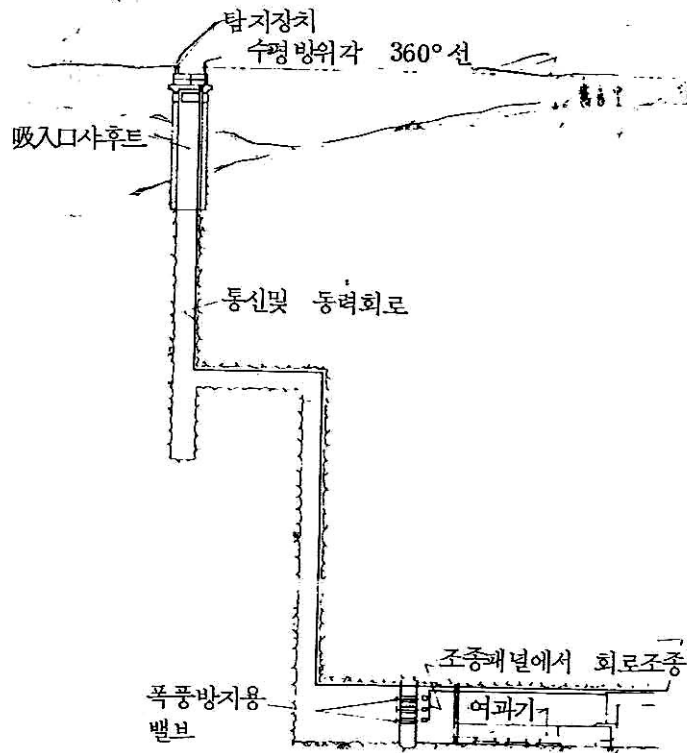 탐지장치
수평방위각 360°선
吸入口샤후트
통신및 동력회로
조종패널에서 회로조종
폭풍방지용
밸브
여과기